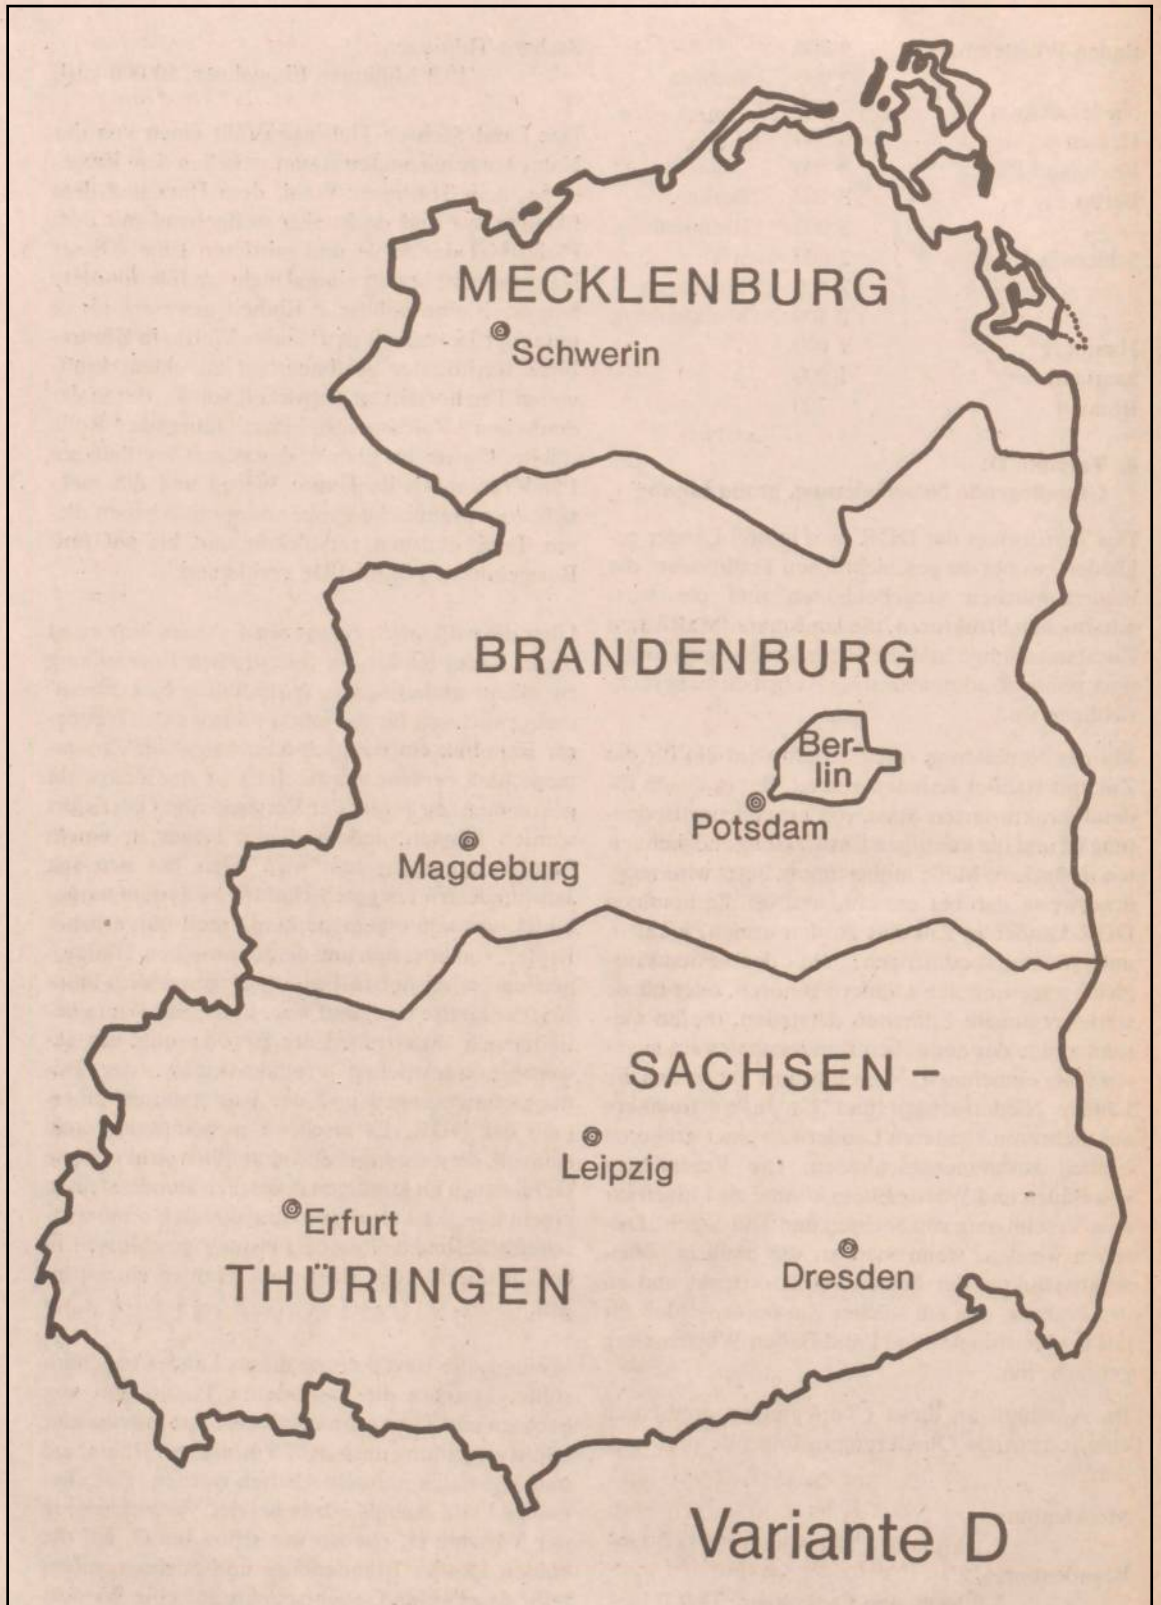 MECKLENBURG
Schwerin
BRANDENBURG
Ber-
lin
Potsdam
Magdeburg
SACHSEN –
Leipzig
Erfurt
THÜRINGEN
Dresden
Variante D